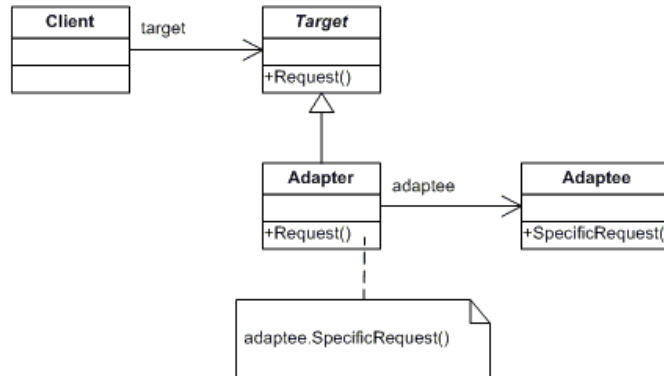 Client
target
Target
+Request()
Adapter
adaptee
Adaptee
+Request()
+SpecificRequest(
adaptee.SpecificRequest()